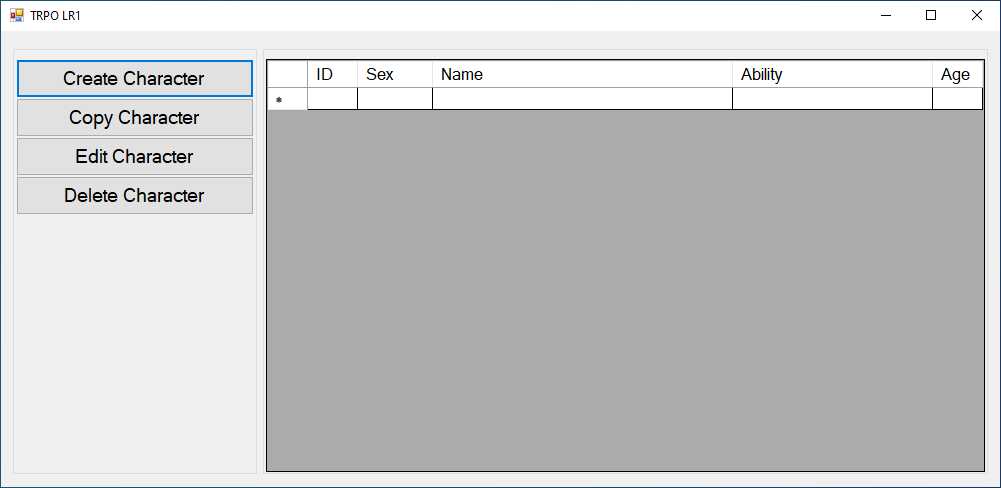 TRPO LR1
Create Character
Copy Character
Edit Character
Delete Character
ID Sex Name Ability Age
*